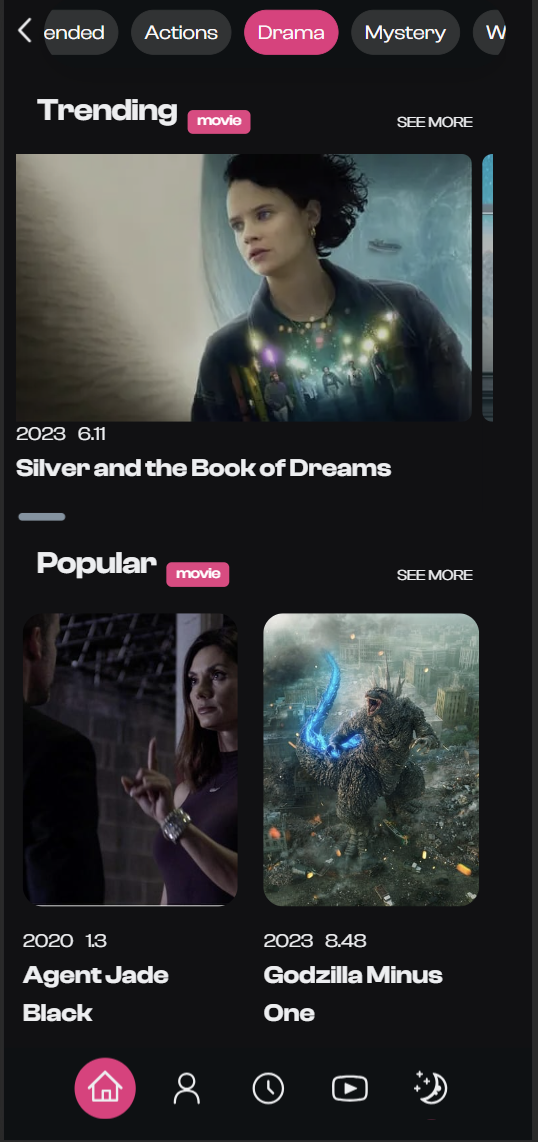 ended Actions Drama Mystery W
Trending movie SEE MORE
2023 6.11
Silver and the Book of Dreams
Popular movie SEE MORE
2020 1.3 2023 8.48
Agent Jade Godzilla Minus
Black One